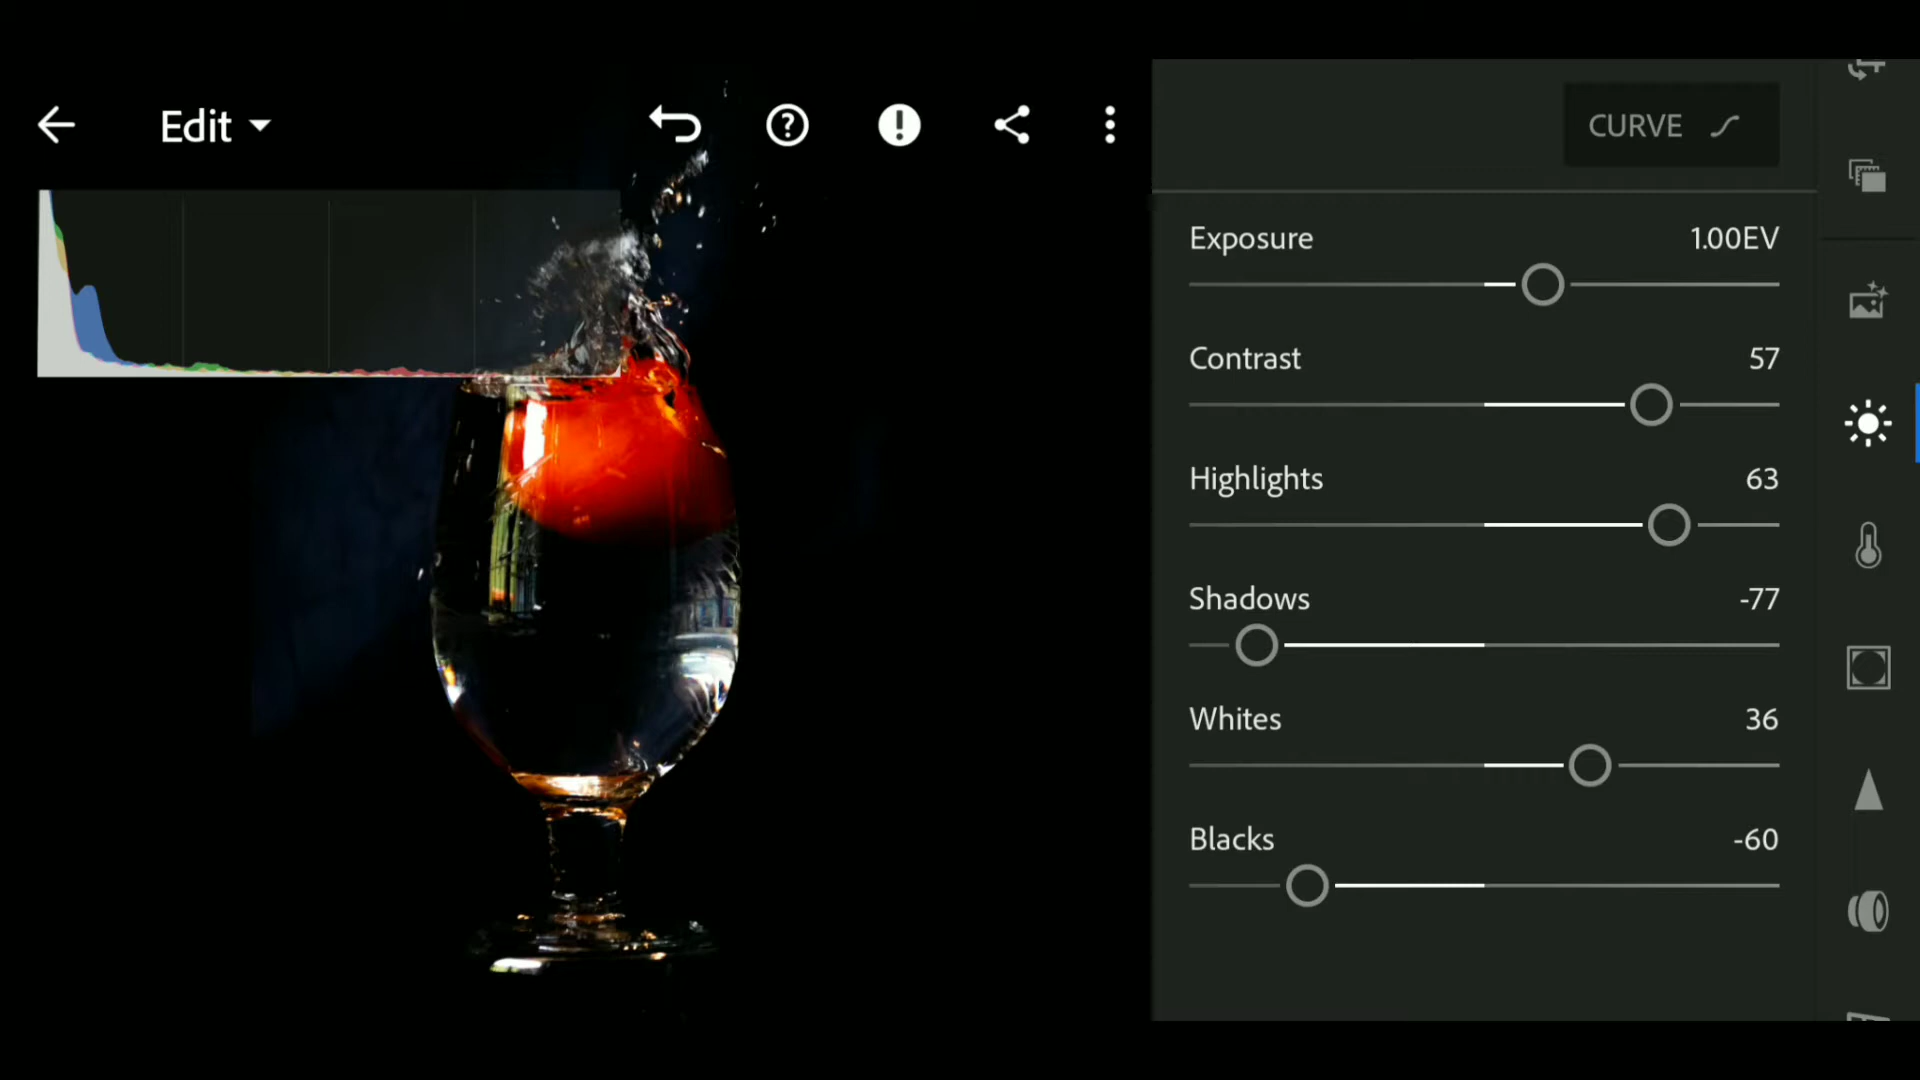 Edit
CURVE
Exposure 1.00EV
Contrast 57
Highlights 63
Shadows -77
Whites 36
Blacks -60